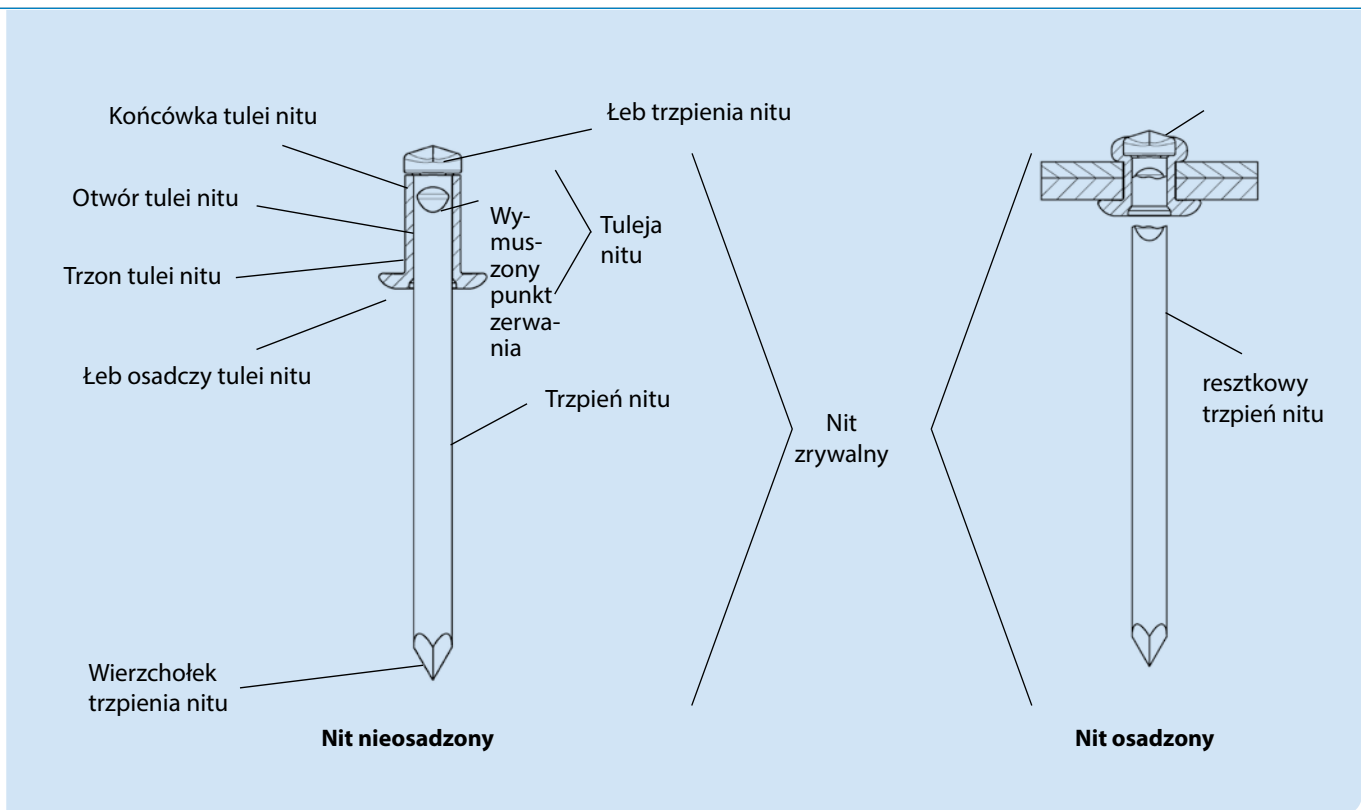 Końcówka tulei nitu
Łeb trzpienia nitu
Otwór tulei nitu
Trzon tulei nitu
Łeb osadczy tulei nitu
Wy-
mus-
zony
punkt
zerwa-
nia
Tuleja
nitu
Trzpień nitu
Wierzchołek
trzpienia nitu
Nit nieosadzony
Nit
zrywalny
resztkowy
trzpień nitu
Nit osadzony